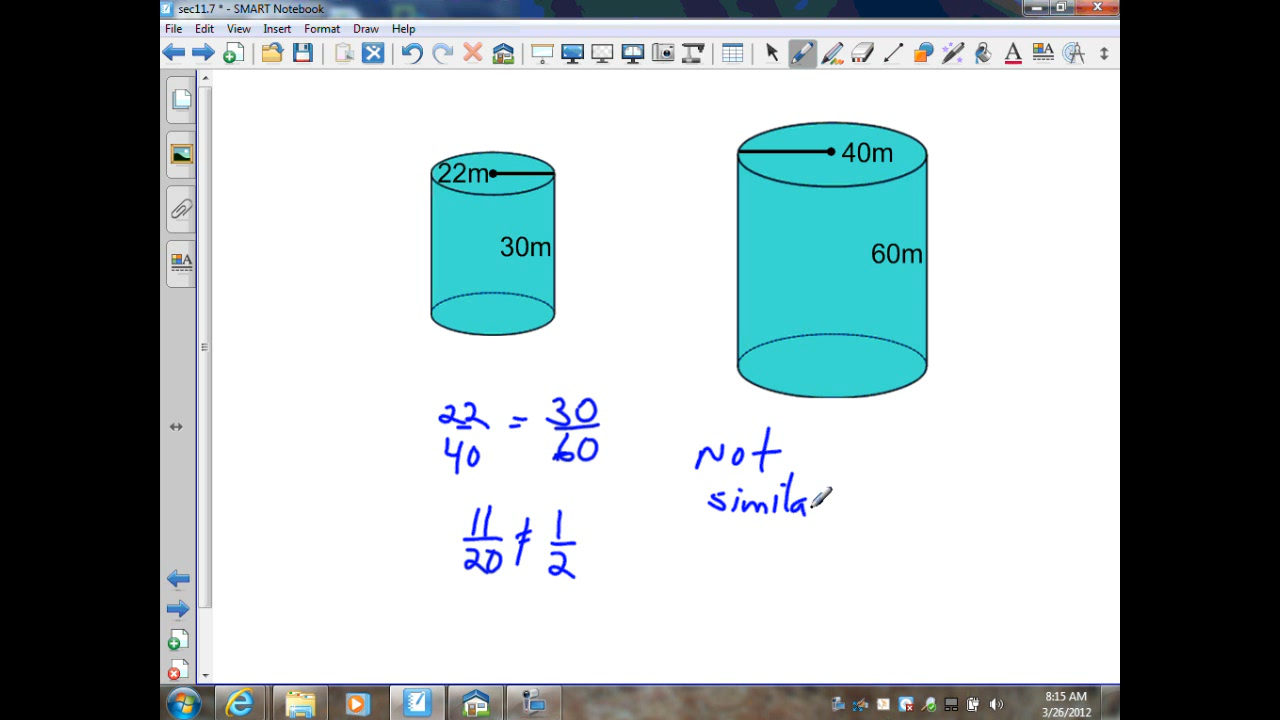 sec11.7 * - SMART Notebook
File Edit View Insert Format Draw Help
22m
30m
40m
60m
22/40 = 30/60
11/20 ≠ 1/2
Not
simila
8:15 AM
3/26/2012